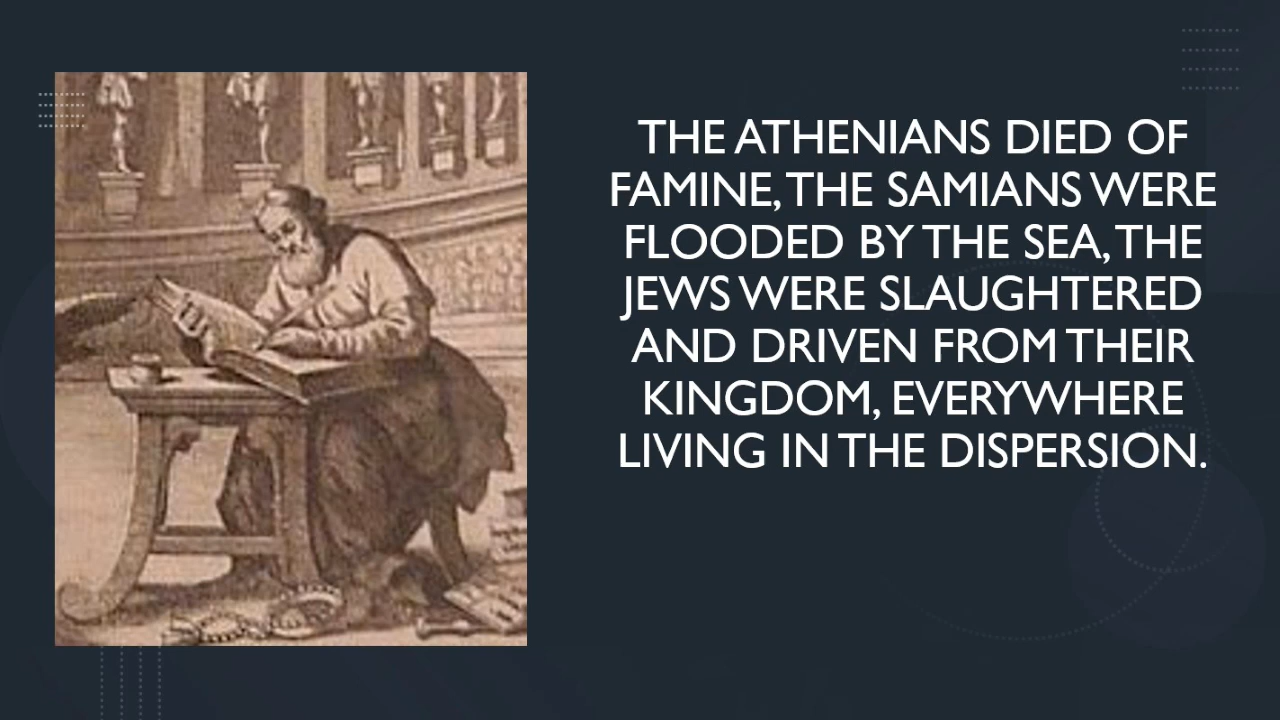 THE ATHENIANS DIED OF
FAMINE, THE SAMIANS WERE
FLOODED BY THE SEA, THE
JEWS WERE SLAUGHTERED
AND DRIVEN FROM THEIR
KINGDOM, EVERYWHERE
LIVING IN THE DISPERSION.